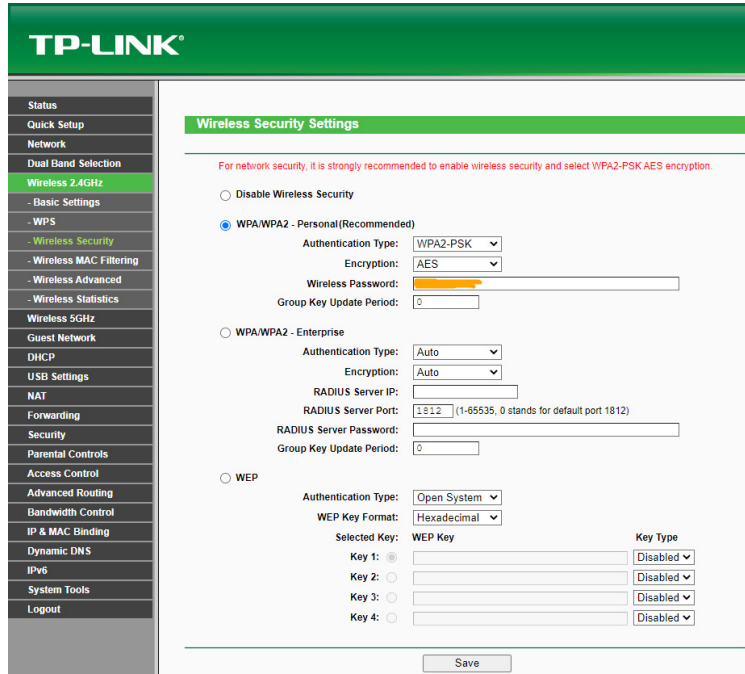 TP-LINK®
Status
Quick Setup
Network
Dual Band Selection
Wireless 2.4GHz
- Basic Settings
- WPS
- Wireless Security
- Wireless MAC Filtering
- Wireless Advanced
- Wireless Statistics
Wireless 5GHz
Guest Network
DHCP
USB Settings
NAT
Forwarding
Security
Parental Controls
Access Control
Advanced Routing
Bandwidth Control
IP & MAC Binding
Dynamic DNS
IPv6
System Tools
Logout
Wireless Security Settings
For network security, it is strongly recommended to enable wireless security and select WPA2-PSK AES encryption.
Disable Wireless Security
WPA/WPA2 - Personal(Recommended)
Authentication Type: WPA2-PSK
Encryption: AES
Wireless Password:
Group Key Update Period: 0
WPA/WPA2 - Enterprise
Authentication Type: Auto
Encryption: Auto
RADIUS Server IP:
RADIUS Server Port: 1812 (1-65535, 0 stands for default port 1812)
RADIUS Server Password:
Group Key Update Period: 0
WEP
Authentication Type: Open System
WEP Key Format: Hexadecimal
Selected Key: WEP Key Key Type
Key 1: Disabled
Key 2: Disabled
Key 3: Disabled
Key 4: Disabled
Save